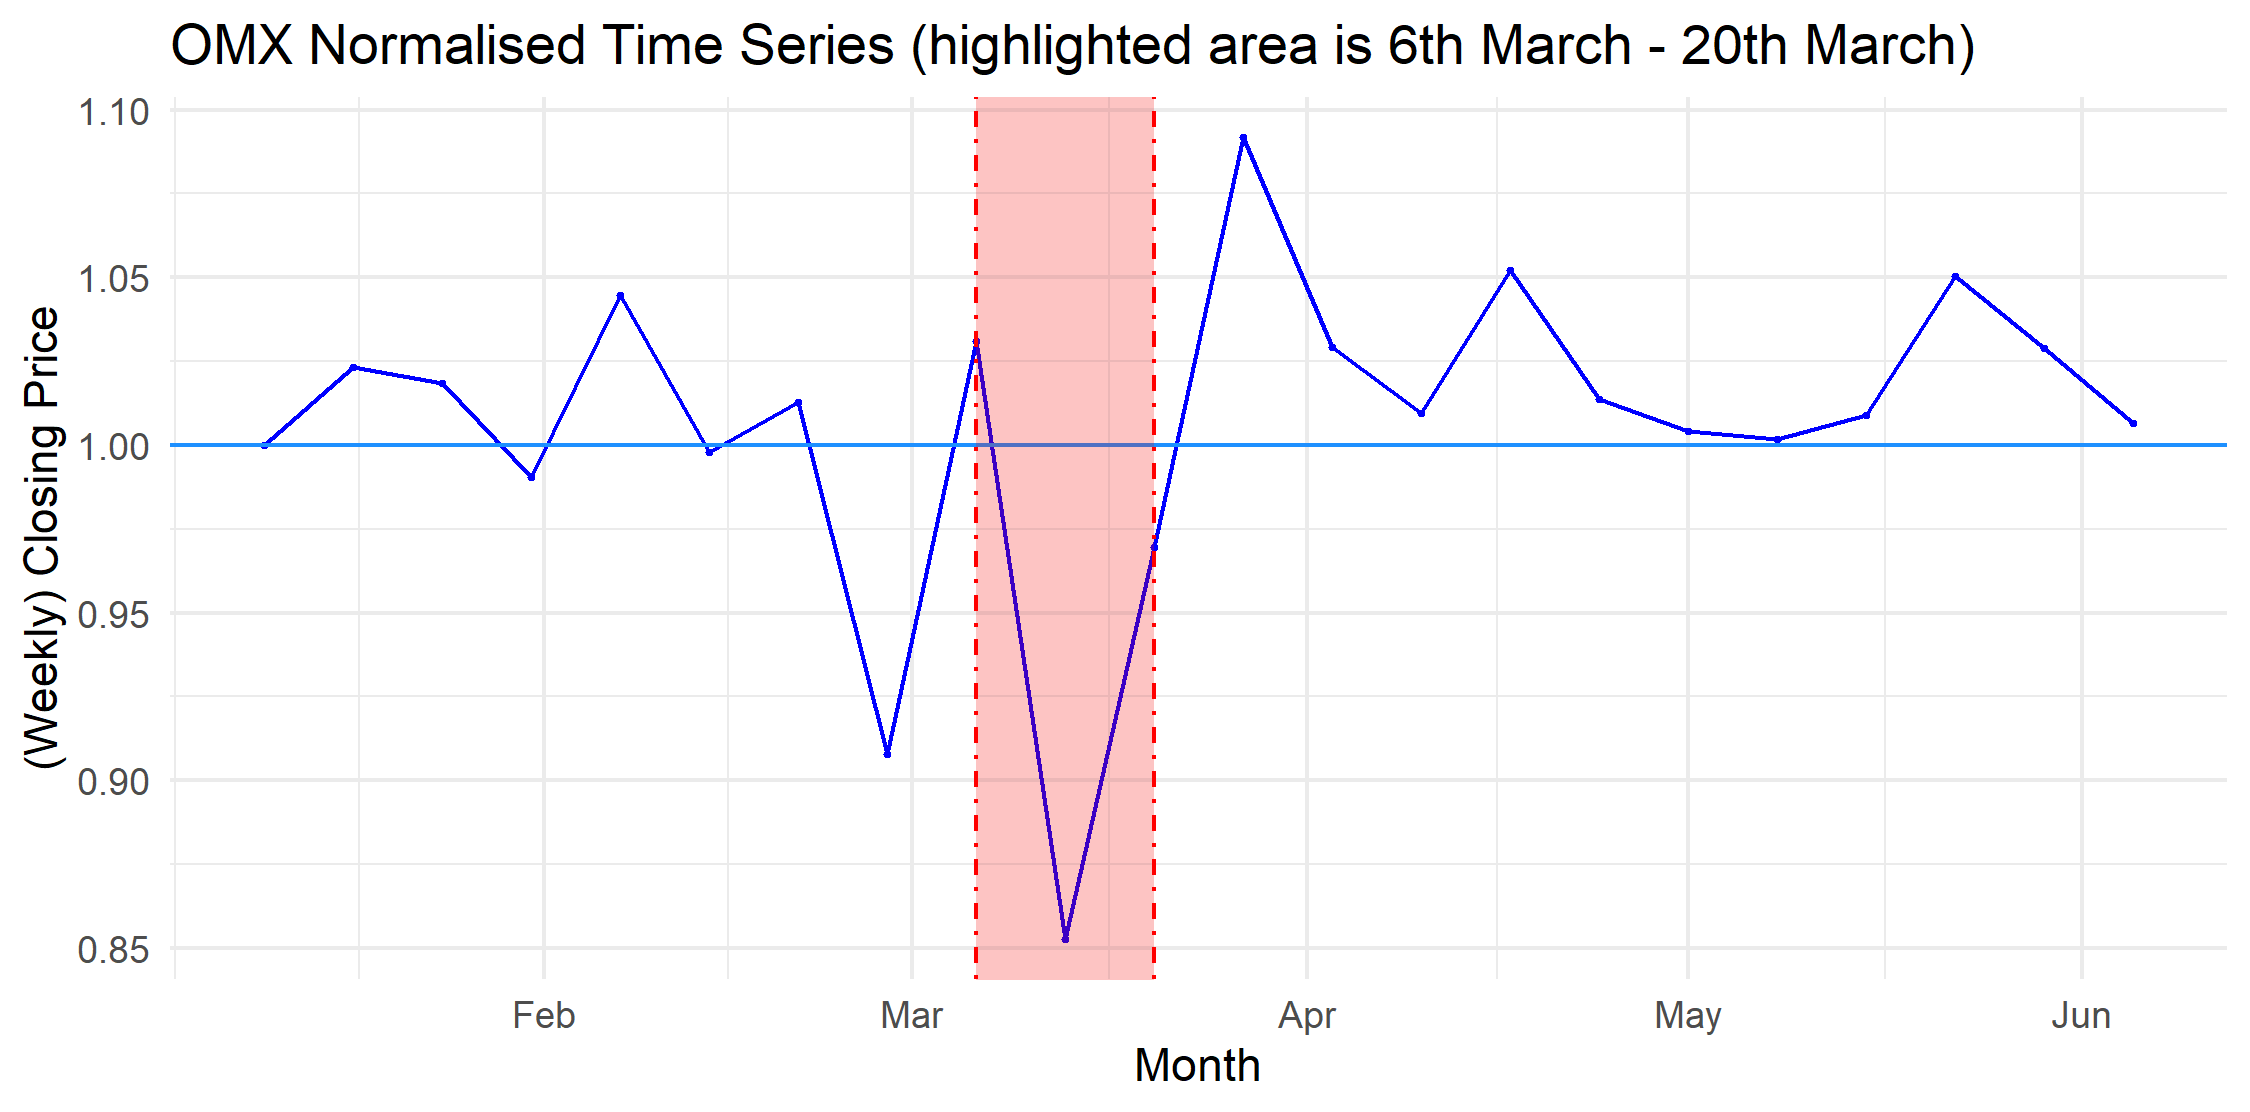 OMX Normalised Time Series (highlighted area is 6th March - 20th March)
(Weekly) Closing Price
1.10
1.05
1.00
0.95
0.90
0.85
Feb Mar Apr May Jun
Month